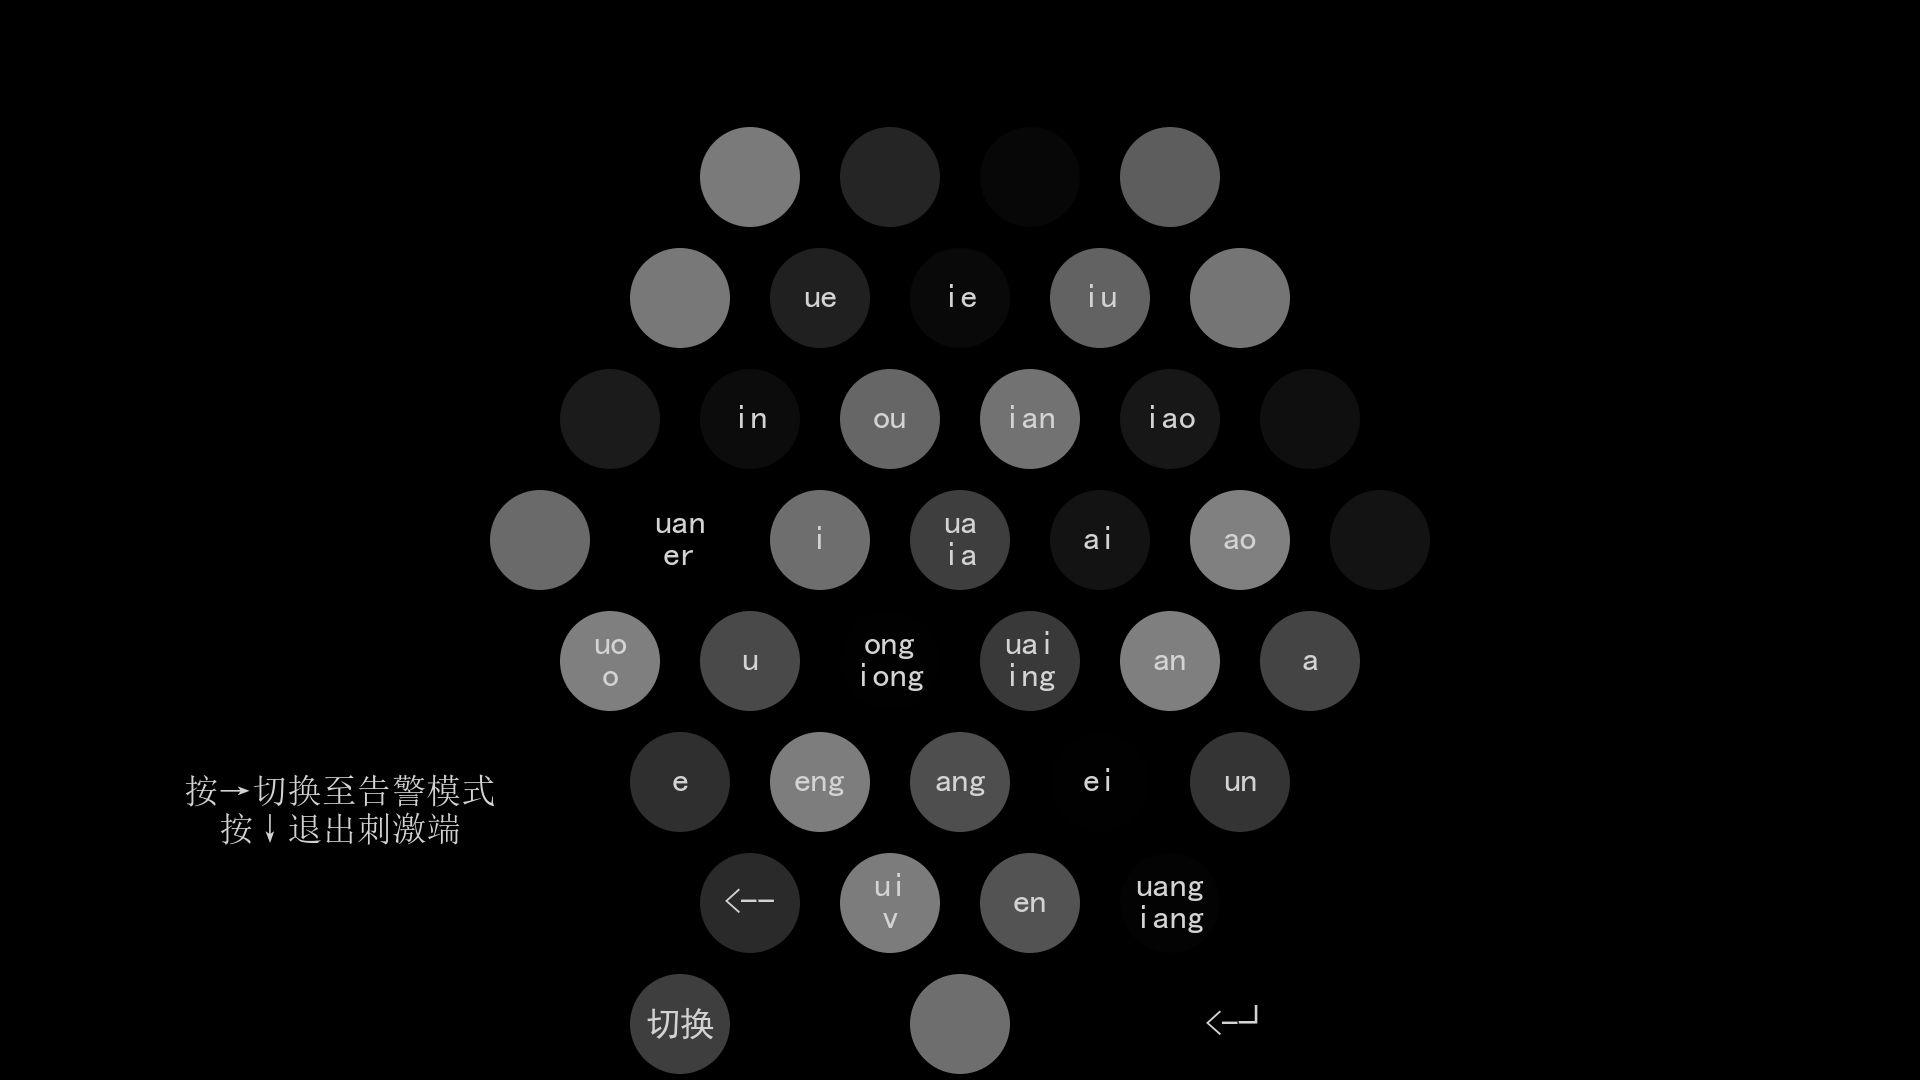 ue
ie
iu
in
ou
ian
iao
uan
er
i
ua
ia
ai
ao
uo
o
u
ong
iong
uai
ing
an
a
e
eng
ang
ei
un
按→切换至告警模式
按↓退出刺激端
<--
ui
v
en
uang
iang
切换
<-┘